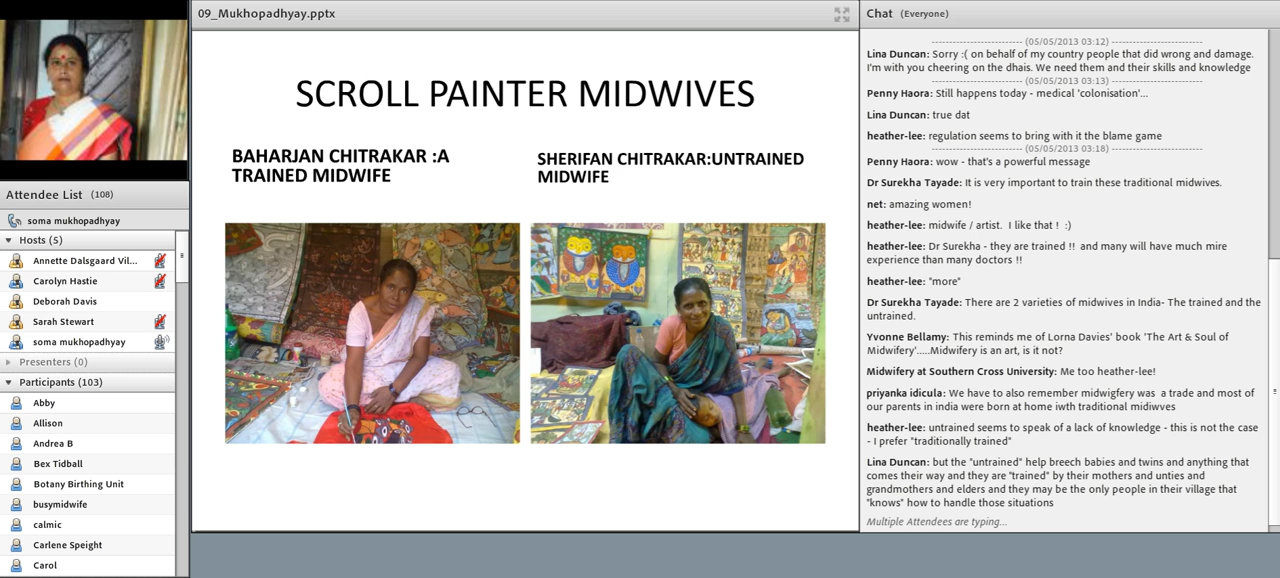 09_Mukhopadhyay.pptx
SCROLL PAINTER MIDWIVES
BAHARJAN CHITRAKAR :A
TRAINED MIDWIFE
SHERIFAN CHITRAKAR:UNTRAINED
MIDWIFE
Attendee List (108)
soma mukhopadhyay
Hosts (5)
Annette Dalsgaard Vil...
Carolyn Hastie
Deborah Davis
Sarah Stewart
soma mukhopadhyay
Presenters (0)
Participants (103)
Abby
Allison
Andrea B
Bex Tidball
Botany Birthing Unit
busymidwife
calmic
Carlene Speight
Carol
Chat (Everyone)
------------------------ (05/05/2013 03:12) ------------------------
Lina Duncan: Sorry :( on behalf of my country people that did wrong and damage.
I'm with you cheering on the dhais. We need them and their skills and knowledge
------------------------ (05/05/2013 03:13) ------------------------
Penny Haora: Still happens today - medical 'colonisation'...
Lina Duncan: true dat
heather-lee: regulation seems to bring with it the blame game
------------------------ (05/05/2013 03:18) ------------------------
Penny Haora: wow - that's a powerful message
Dr Surekha Tayade: It is very important to train these traditional midwives.
net: amazing women!
heather-lee: midwife / artist. I like that ! :)
heather-lee: Dr Surekha - they are trained !! and many will have much mire
experience than many doctors !!
heather-lee: "more"
Dr Surekha Tayade: There are 2 varieties of midwives in India- The trained and the
untrained.
Yvonne Bellamy: This reminds me of Lorna Davies' book 'The Art & Soul of
Midwifery'.....Midwifery is an art, is it not?
Midwifery at Southern Cross University: Me too heather-lee!
priyanka idicula: We have to also remember midwigfery was a trade and most of
our parents in india were born at home iwth traditional midiwves
heather-lee: untrained seems to speak of a lack of knowledge - this is not the case
- I prefer "traditionally trained"
Lina Duncan: but the "untrained" help breech babies and twins and anything that
comes their way and they are "trained" by their mothers and unties and
grandmothers and elders and they may be the only people in their village that
"knows" how to handle those situations
Multiple Attendees are typing...